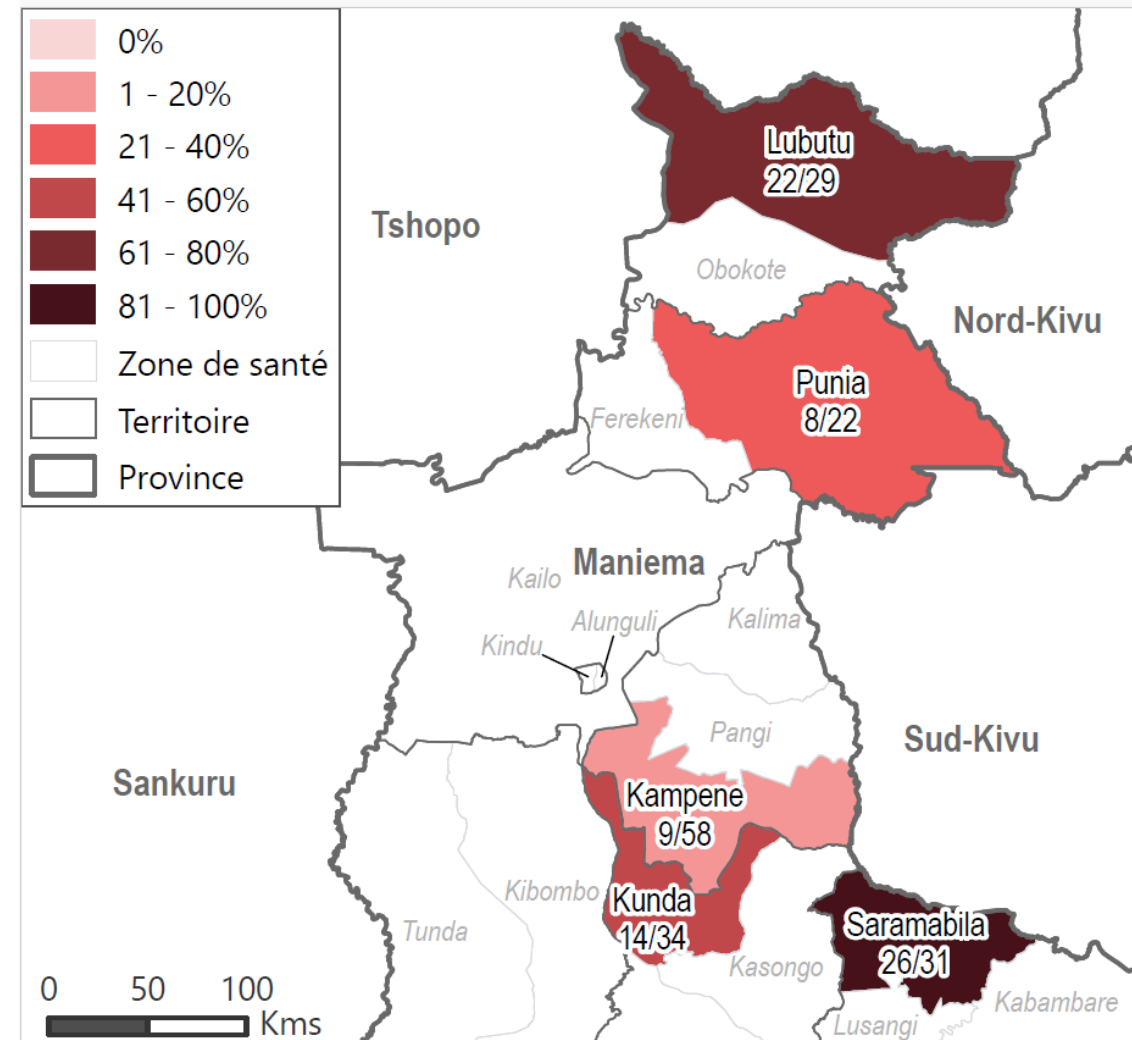 0%
1 - 20%
21 - 40%
41 - 60%
61 - 80%
81 - 100%
Zone de santé
Territoire
Province
Lubutu
22/29
Tshopo
Obokote
Nord-Kivu
Punia
8/22
Ferekeni
Maniema
Kailo
Alunguli
Kalima
Kindu
Pangi
Sud-Kivu
Sankuru
Kampene
9/58
Kibombo
Kunda
14/34
Tunda
Saramabila
26/31
Kasongo
Kabambare
Lusangi
0 50 100
Kms